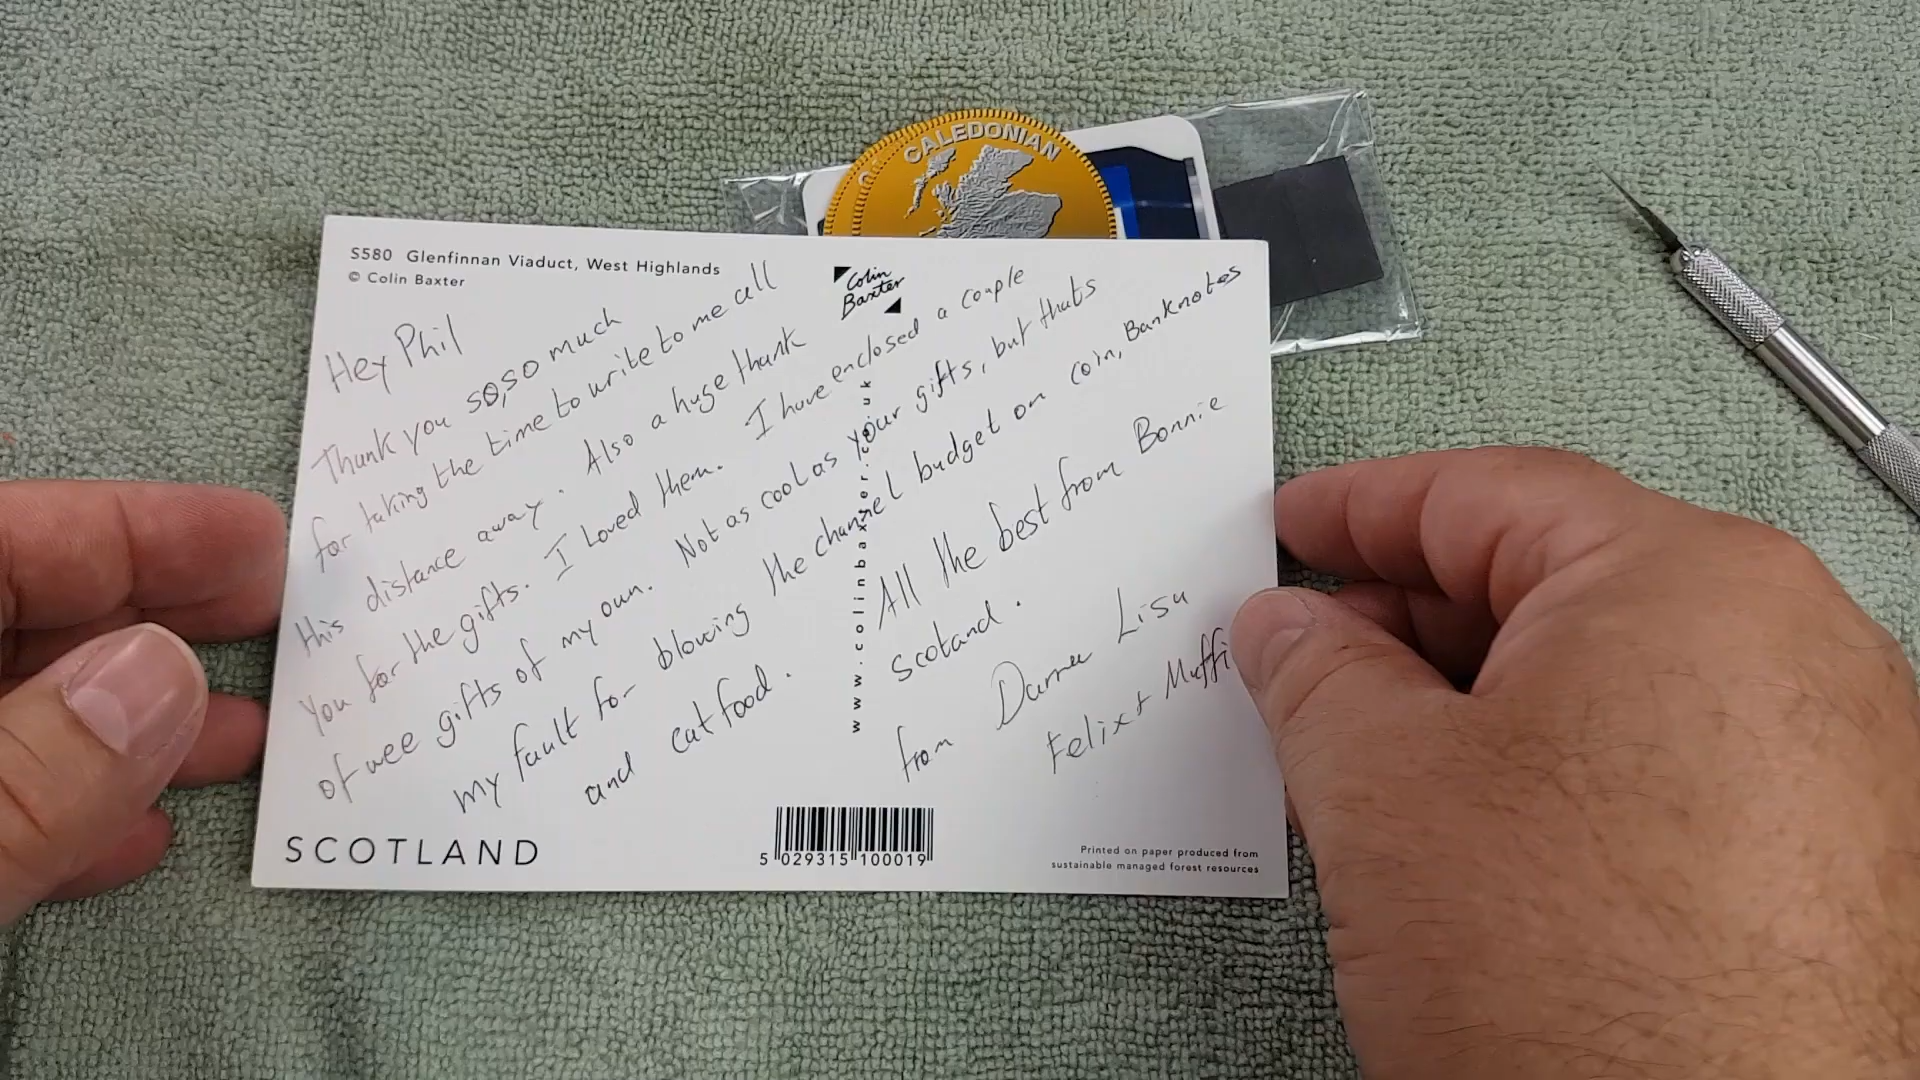 CALEDONIAN
S580 Glenfinnan Viaduct, West Highlands
© Colin Baxter
Colin
Baxter
Hey Phil
Thank you so, so much
for taking the time to write to me all
this distance away. Also a huge thank
you for the gifts. I loved them. I have enclosed a couple
of wee gifts of my own. Not as cool as your gifts, but thats
my fault for blowing the channel budget on coin, Banknotes
and cat food.
All the best from Bonnie
Scotand.
from Lisa
Felix +
www.colinbaxter.co.uk
SCOTLAND
5 029315 100019
Printed on paper produced from
sustainable managed forest resources